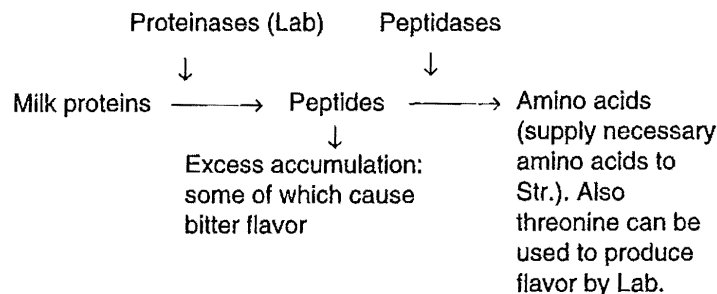 Proteinases (Lab) Peptidases
Milk proteins Peptides Amino acids
(supply necessary
amino acids to
Str.). Also
threonine can be
used to produce
flavor by Lab.
Excess accumulation:
some of which cause
bitter flavor